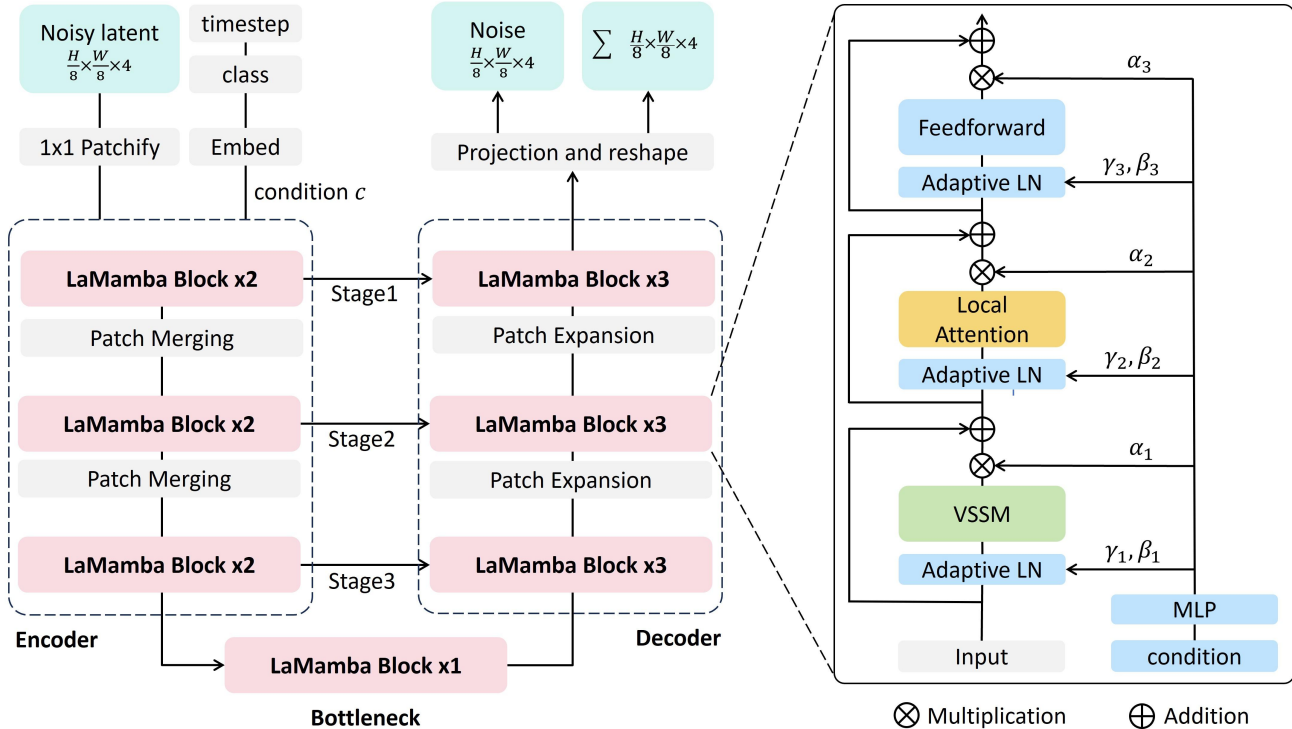 Noisy latent
H/8 × W/8 ×4
timestep
class
1x1 Patchify
Embed
condition c
Noise
H/8 × W/8 ×4
∑ H/8 × W/8 ×4
Projection and reshape
LaMamba Block x2
Stage1
LaMamba Block x3
Patch Merging
Patch Expansion
LaMamba Block x2
Stage2
LaMamba Block x3
Patch Merging
Patch Expansion
LaMamba Block x2
Stage3
LaMamba Block x3
Encoder
Decoder
LaMamba Block x1
Bottleneck
α₃
Feedforward
Adaptive LN
γ₃, β₃
α₂
Local
Attention
Adaptive LN
γ₂, β₂
α₁
VSSM
Adaptive LN
γ₁, β₁
MLP
Input
condition
Multiplication
Addition